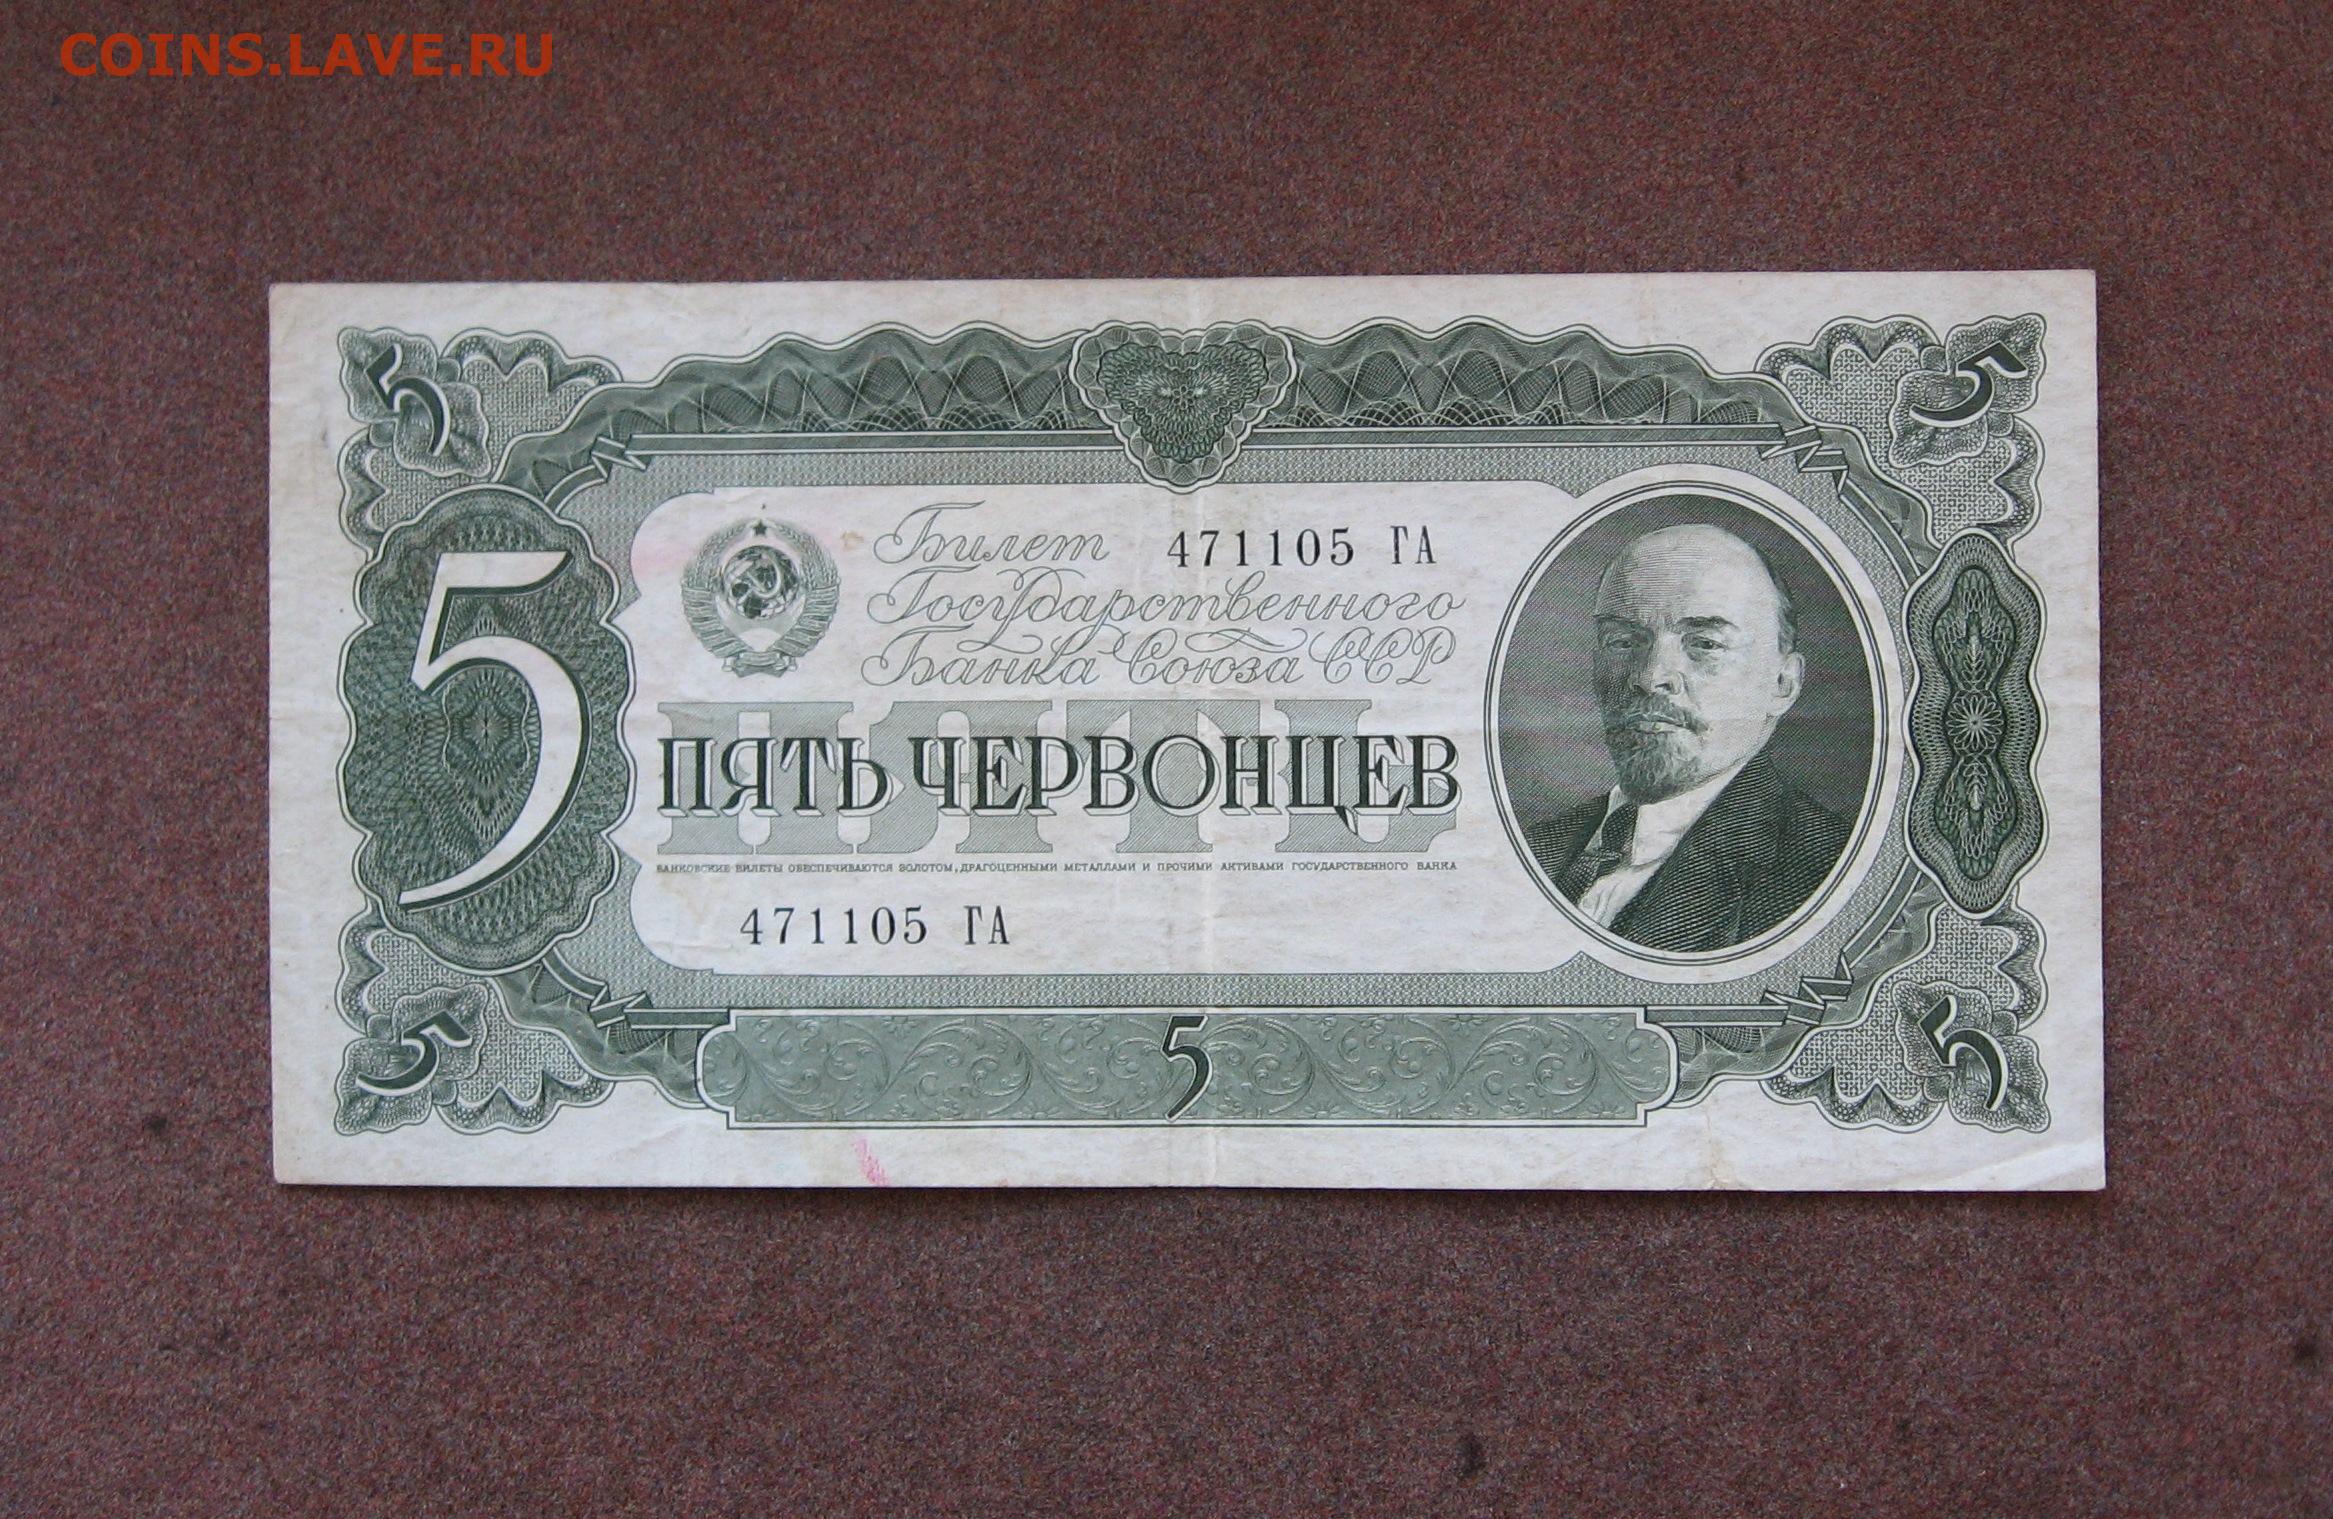 COINS.LAVE.RU
5 5
Билет 471105 ГА
Государственного
Банка Союза ССР
5
ПЯТЬ
ПЯТЬ ЧЕРВОНЦЕВ
БАНКОВСКИЕ БИЛЕТЫ ОБЕСПЕЧИВАЮТСЯ ЗОЛОТОМ, ДРАГОЦЕННЫМИ МЕТАЛЛАМИ И ПРОЧИМИ АКТИВАМИ ГОСУДАРСТВЕННОГО БАНКА
471105 ГА
5 5 5